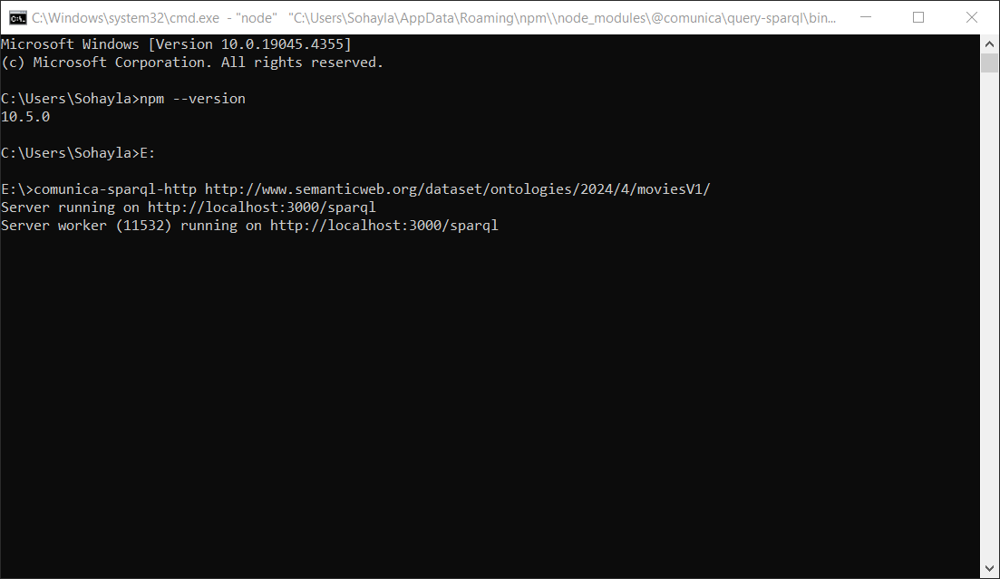 C:\Windows\system32\cmd.exe - "node" "C:\Users\Sohayla\AppData\Roaming\npm\\node_modules\@comunica\query-sparql\bin...
Microsoft Windows [Version 10.0.19045.4355]
(c) Microsoft Corporation. All rights reserved.
C:\Users\Sohayla>npm --version
10.5.0
C:\Users\Sohayla>E:
E:\>comunica-sparql-http http://www.semanticweb.org/dataset/ontologies/2024/4/moviesV1/
Server running on http://localhost:3000/sparql
Server worker (11532) running on http://localhost:3000/sparql